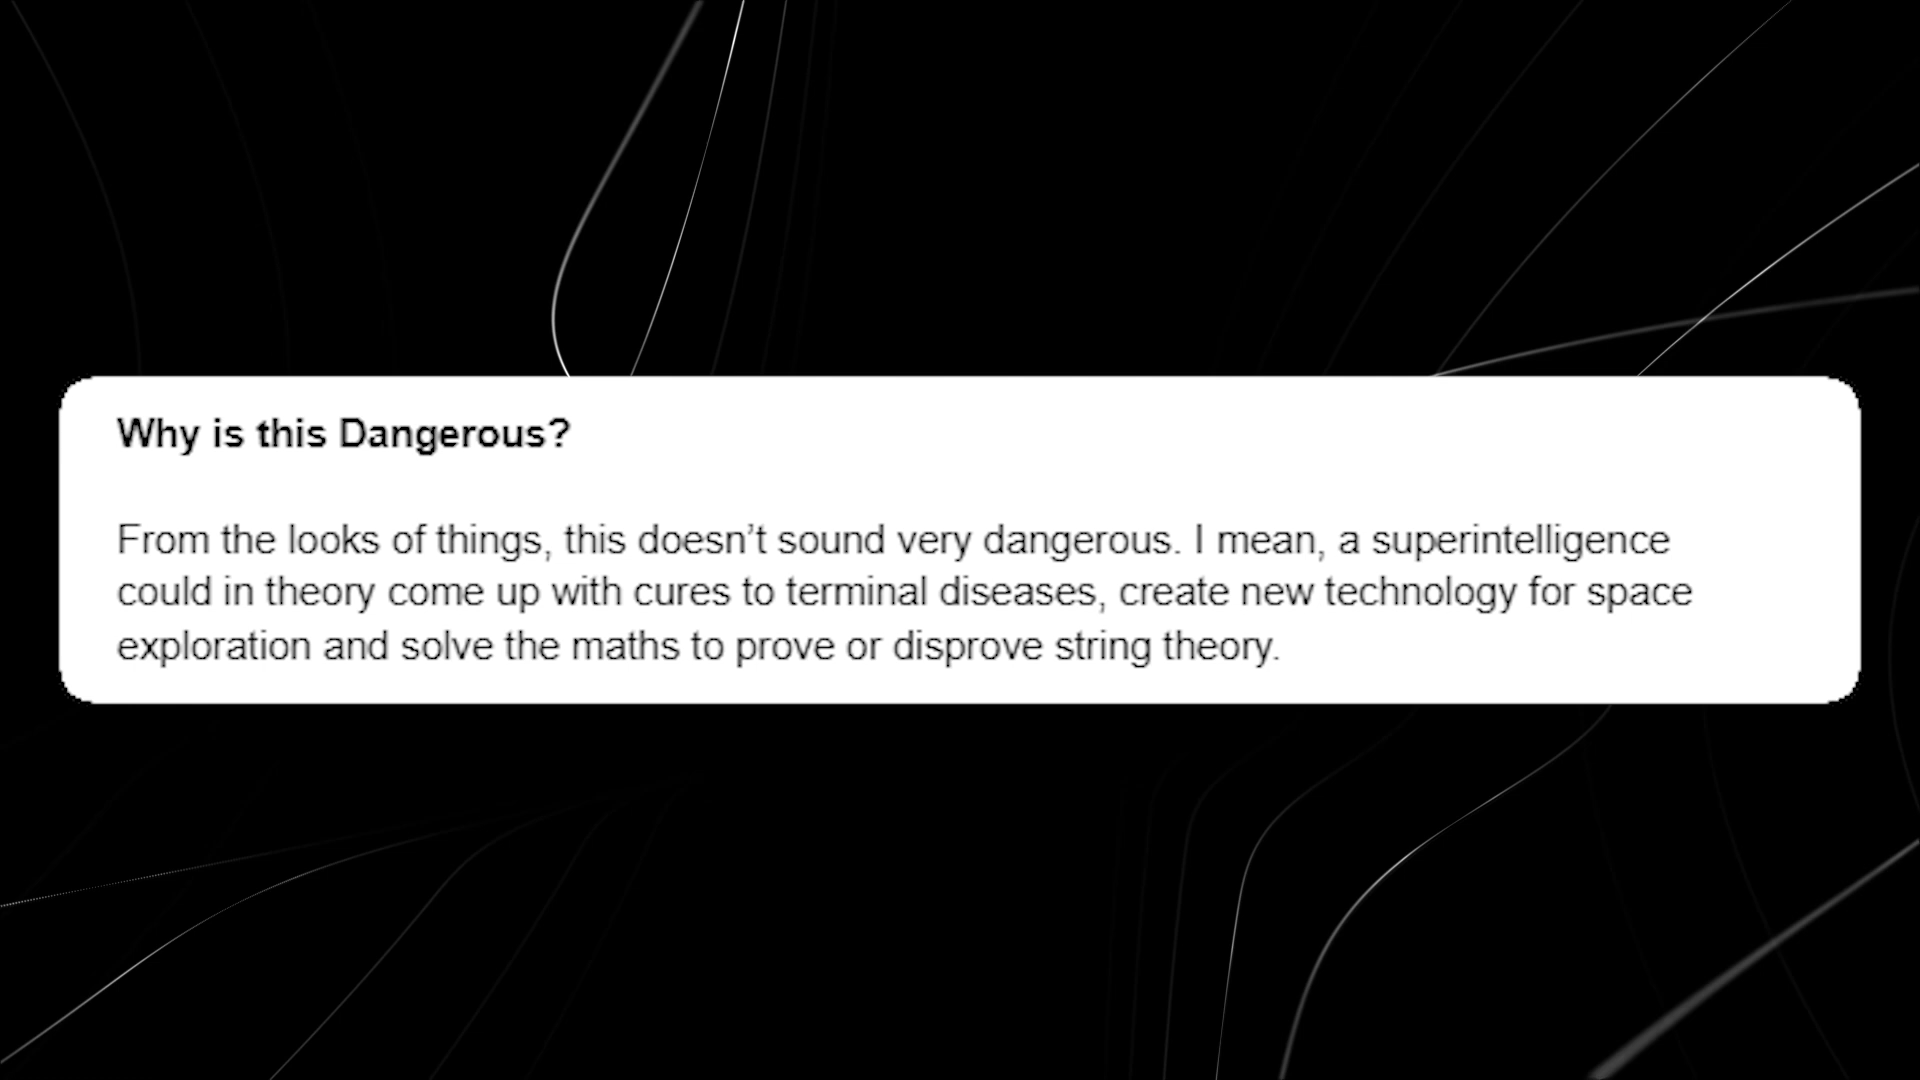 Why is this Dangerous?
From the looks of things, this doesn’t sound very dangerous. I mean, a superintelligence
could in theory come up with cures to terminal diseases, create new technology for space
exploration and solve the maths to prove or disprove string theory.